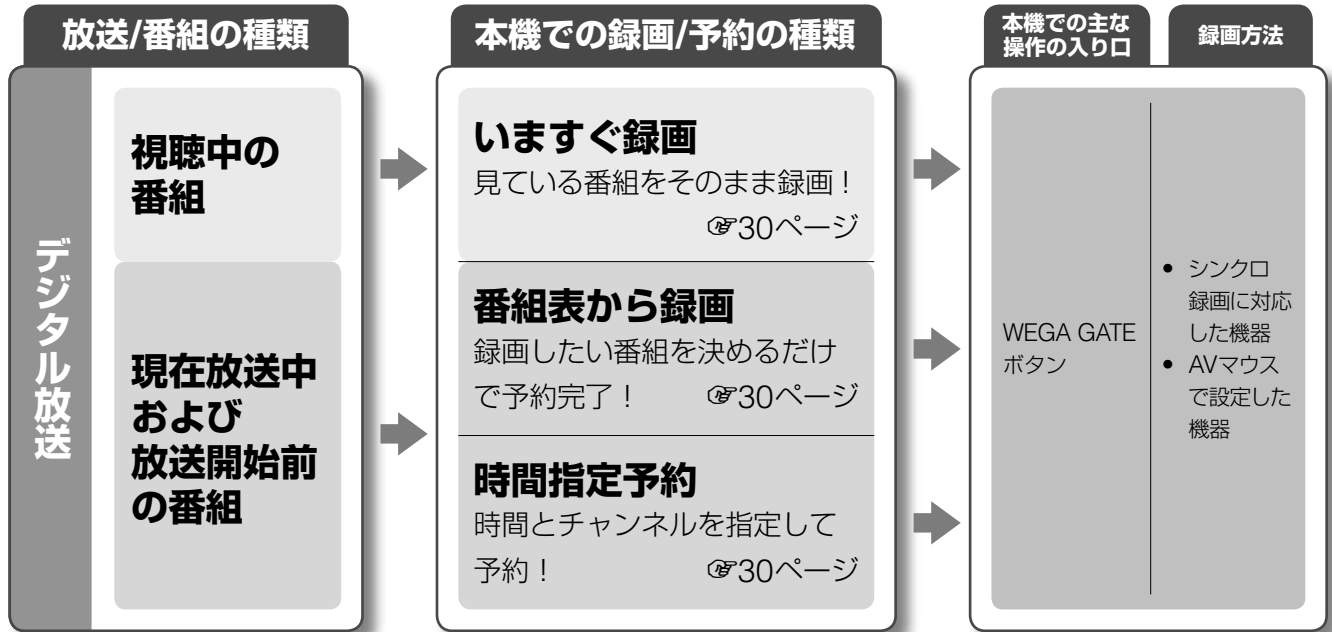 放送/番組の種類
本機での録画/予約の種類
本機での主な
操作の入り口
録画方法
デジタル放送
視聴中の
番組
現在放送中
および
放送開始前
の番組
いますぐ録画
見ている番組をそのまま録画！
☞30ページ
番組表から録画
録画したい番組を決めるだけ
で予約完了！ ☞30ページ
時間指定予約
時間とチャンネルを指定して
予約！ ☞30ページ
WEGA GATE
ボタン
• シンクロ
録画に対応
した機器
• AVマウス
で設定した
機器